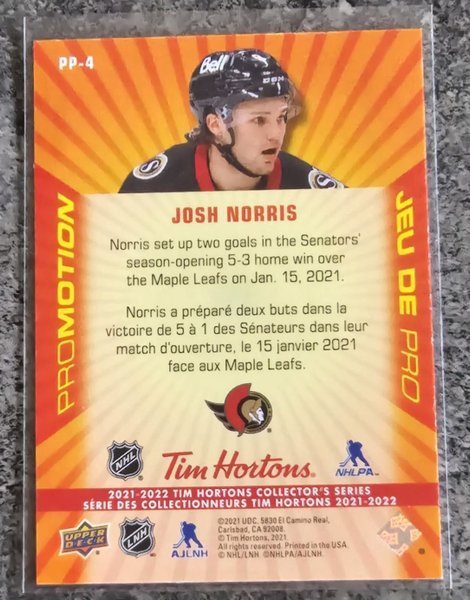 PP-4
Bell
JOSH NORRIS
Norris set up two goals in the Senators'
season-opening 5-3 home win over
the Maple Leafs on Jan. 15, 2021.
Norris a préparé deux buts dans la
victoire de 5 à 1 des Sénateurs dans leur
match d'ouverture, le 15 janvier 2021
face aux Maple Leafs.
PROMOTION
JEU DE PRO
NHL
Tim Hortons®
NHLPA
2021-2022 TIM HORTONS COLLECTOR'S SERIES
SÉRIE DES COLLECTIONNEURS TIM HORTONS 2021-2022
UPPER DECK
LNH
AJLNH
©2021 UDC. 5830 El Camino Real,
Carlsbad, CA 92008.
© Tim Hortons, 2021.
All rights reserved. Printed in the USA
© NHL/LNH ©NHLPA/AJLNH.